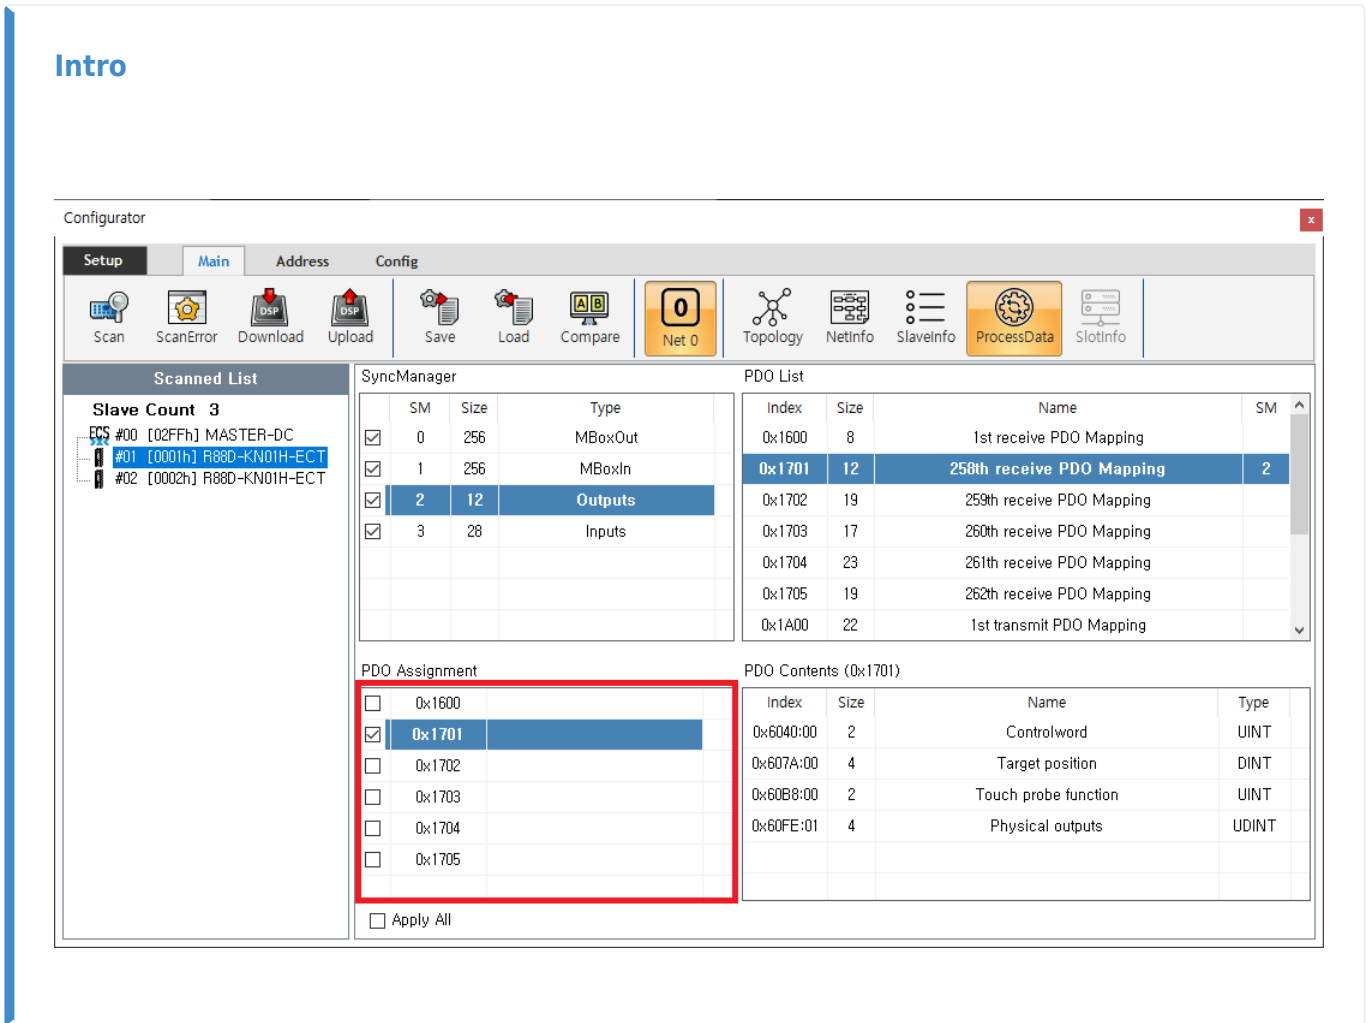 Intro
Configurator
x
Setup Main Address Config
DSP DSP A B 0
Scan ScanError Download Upload Save Load Compare Net 0 Topology NetInfo SlaveInfo ProcessData SlotInfo
Scanned List
Slave Count 3
ECS #00 [02FFh] MASTER-DC
#01 [0001h] R88D-KN01H-ECT
#02 [0002h] R88D-KN01H-ECT
SyncManager
SM Size Type
0 256 MBoxOut
1 256 MBoxIn
2 12 Outputs
3 28 Inputs
PDO List
Index Size Name SM
0x1600 8 1st receive PDO Mapping
0x1701 12 258th receive PDO Mapping 2
0x1702 19 259th receive PDO Mapping
0x1703 17 260th receive PDO Mapping
0x1704 23 261th receive PDO Mapping
0x1705 19 262th receive PDO Mapping
0x1A00 22 1st transmit PDO Mapping
PDO Assignment
0x1600
0x1701
0x1702
0x1703
0x1704
0x1705
Apply All
PDO Contents (0x1701)
Index Size Name Type
0x6040:00 2 Controlword UINT
0x607A:00 4 Target position DINT
0x60B8:00 2 Touch probe function UINT
0x60FE:01 4 Physical outputs UDINT